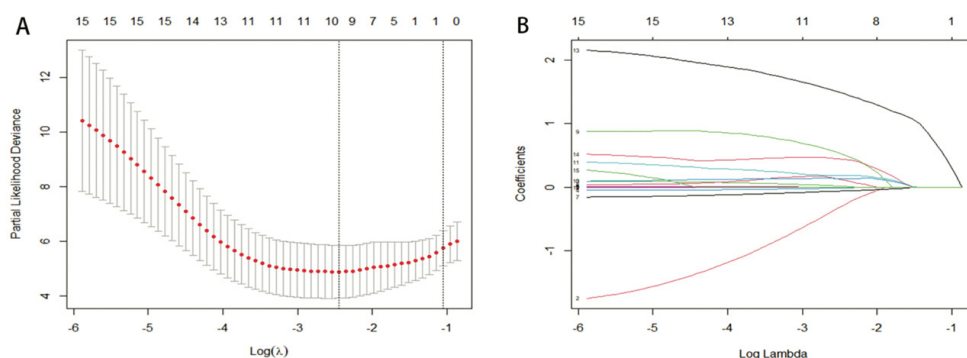 A
15 15 15 15 14 13 11 11 11 10 9 7 5 1 1 0
Partial Likelihood Deviance
12
10
8
6
4
-6 -5 -4 -3 -2 -1
Log(λ)
B
15 15 13 11 8 1
Coefficients
2
1
0
-1
13
9
14
11
15
7
2
-6 -5 -4 -3 -2 -1
Log Lambda